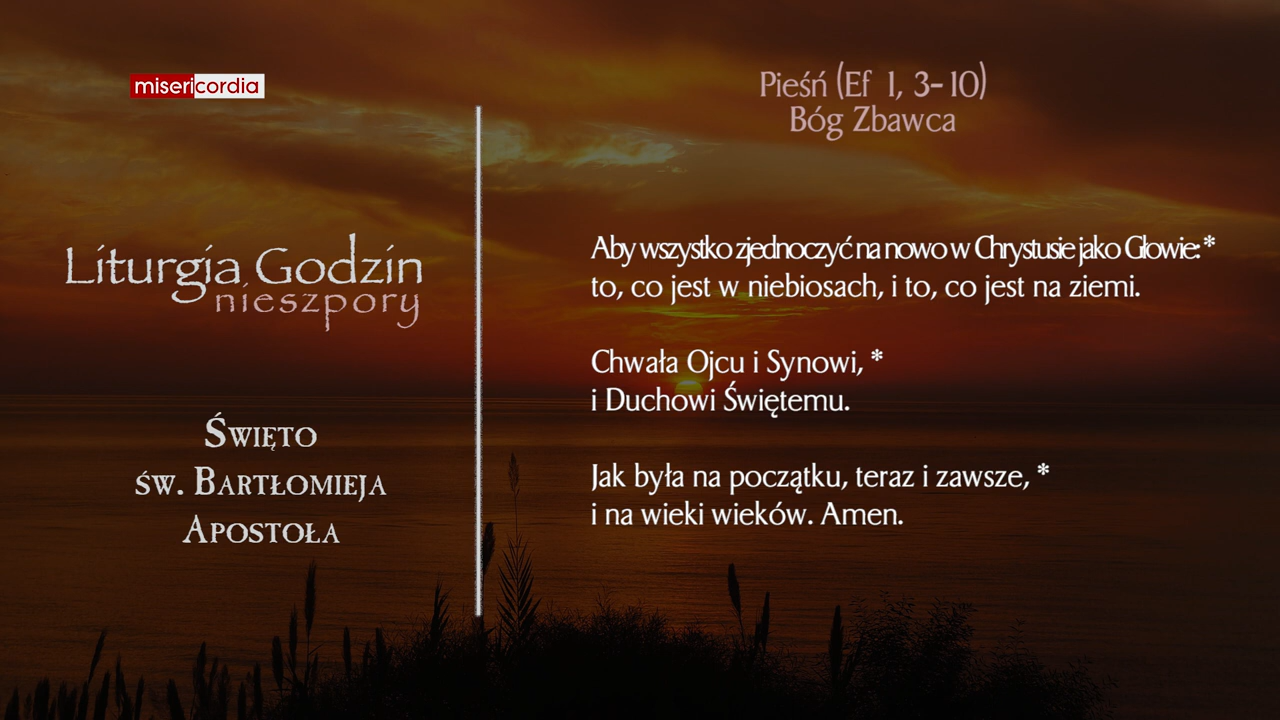 misericordia
Liturgia Godzin
nieszpory
Święto
św. Bartłomieja
Apostoła
Pieśń (Ef 1, 3-10)
Bóg Zbawca
Aby wszystko zjednoczyć na nowo w Chrystusie jako Głowie: *
to, co jest w niebiosach, i to, co jest na ziemi.
Chwała Ojcu i Synowi, *
i Duchowi Świętemu.
Jak była na początku, teraz i zawsze, *
i na wieki wieków. Amen.